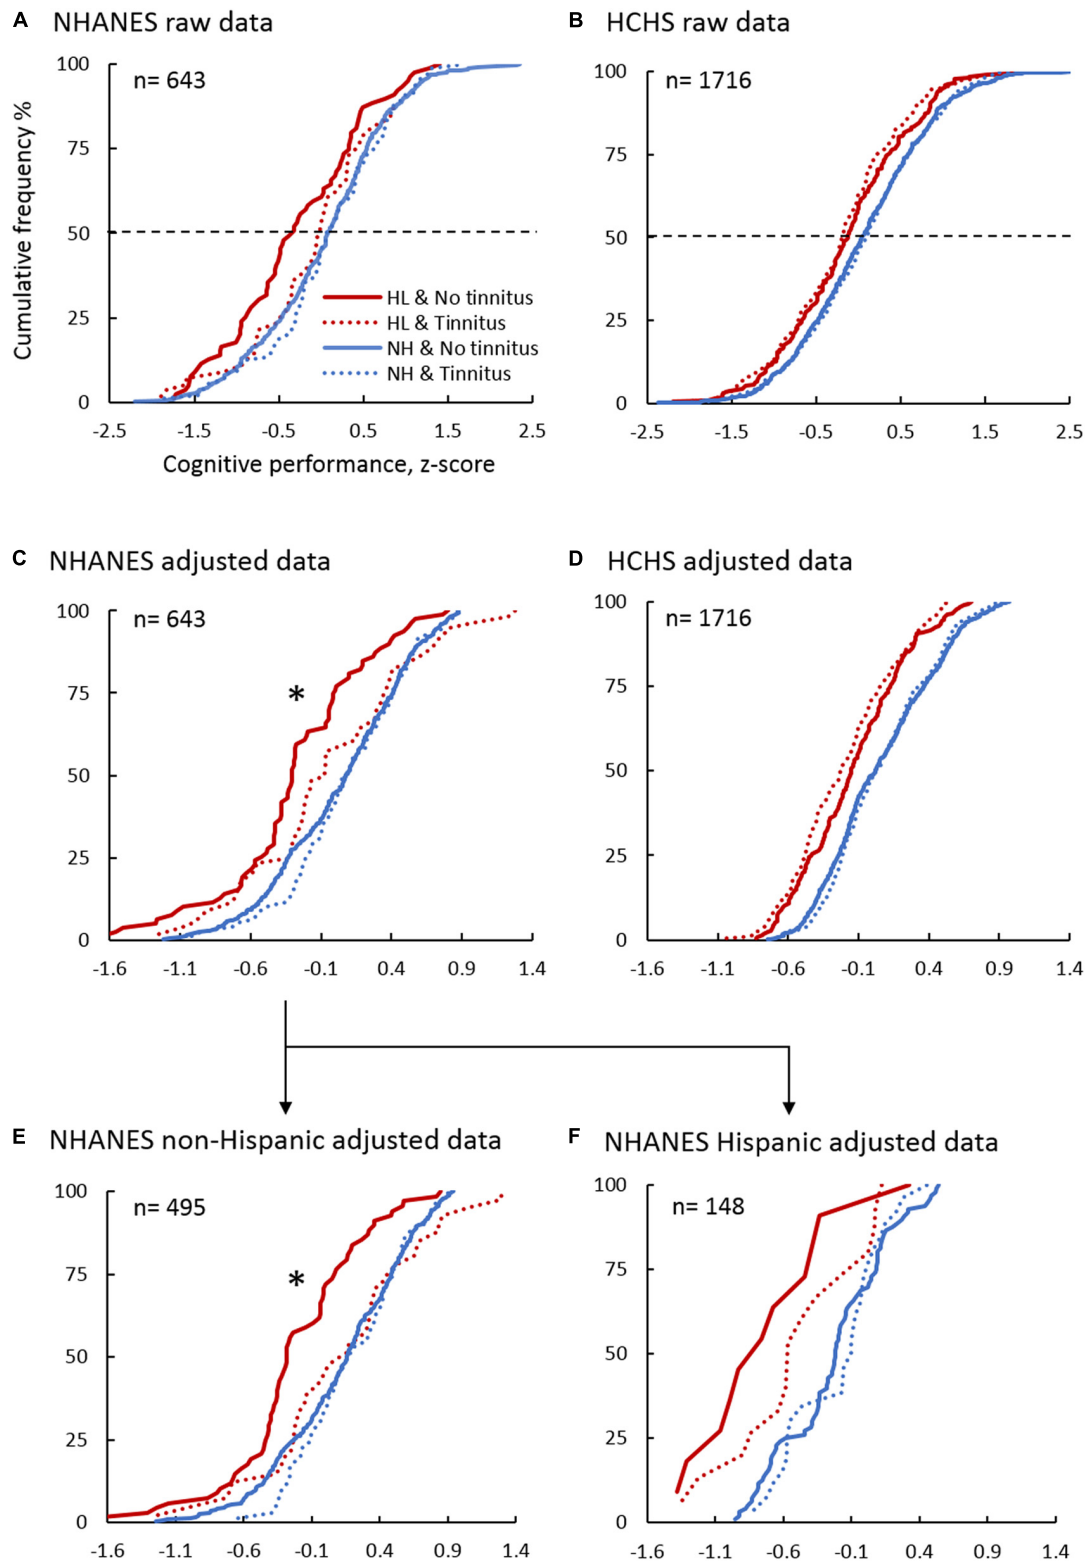 A NHANES raw data
n= 643
100
75
50
25
0
-2.5 -1.5 -0.5 0.5 1.5 2.5
Cumulative frequency %
Cognitive performance, z-score
HL & No tinnitus
HL & Tinnitus
NH & No tinnitus
NH & Tinnitus
B HCHS raw data
n= 1716
100
75
50
25
0
-2.5 -1.5 -0.5 0.5 1.5 2.5
C NHANES adjusted data
n= 643
100
75
50
25
0
*
-1.6 -1.1 -0.6 -0.1 0.4 0.9 1.4
D HCHS adjusted data
n= 1716
100
75
50
25
0
-1.6 -1.1 -0.6 -0.1 0.4 0.9 1.4
E NHANES non-Hispanic adjusted data
n= 495
100
75
50
25
0
*
-1.6 -1.1 -0.6 -0.1 0.4 0.9 1.4
F NHANES Hispanic adjusted data
n= 148
100
75
50
25
0
-1.6 -1.1 -0.6 -0.1 0.4 0.9 1.4